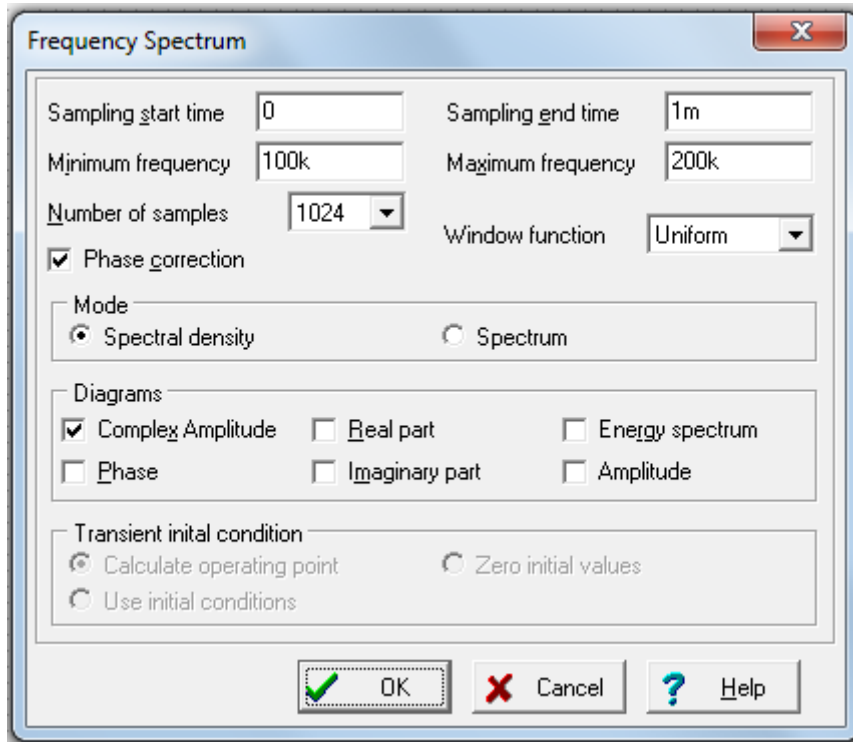 Frequency Spectrum
Sampling start time 0 Sampling end time 1m
Minimum frequency 100k Maximum frequency 200k
Number of samples 1024
Window function Uniform
Phase correction
Mode
Spectral density Spectrum
Diagrams
Complex Amplitude Real part Energy spectrum
Phase Imaginary part Amplitude
Transient inital condition
Calculate operating point Zero initial values
Use initial conditions
OK Cancel ? Help